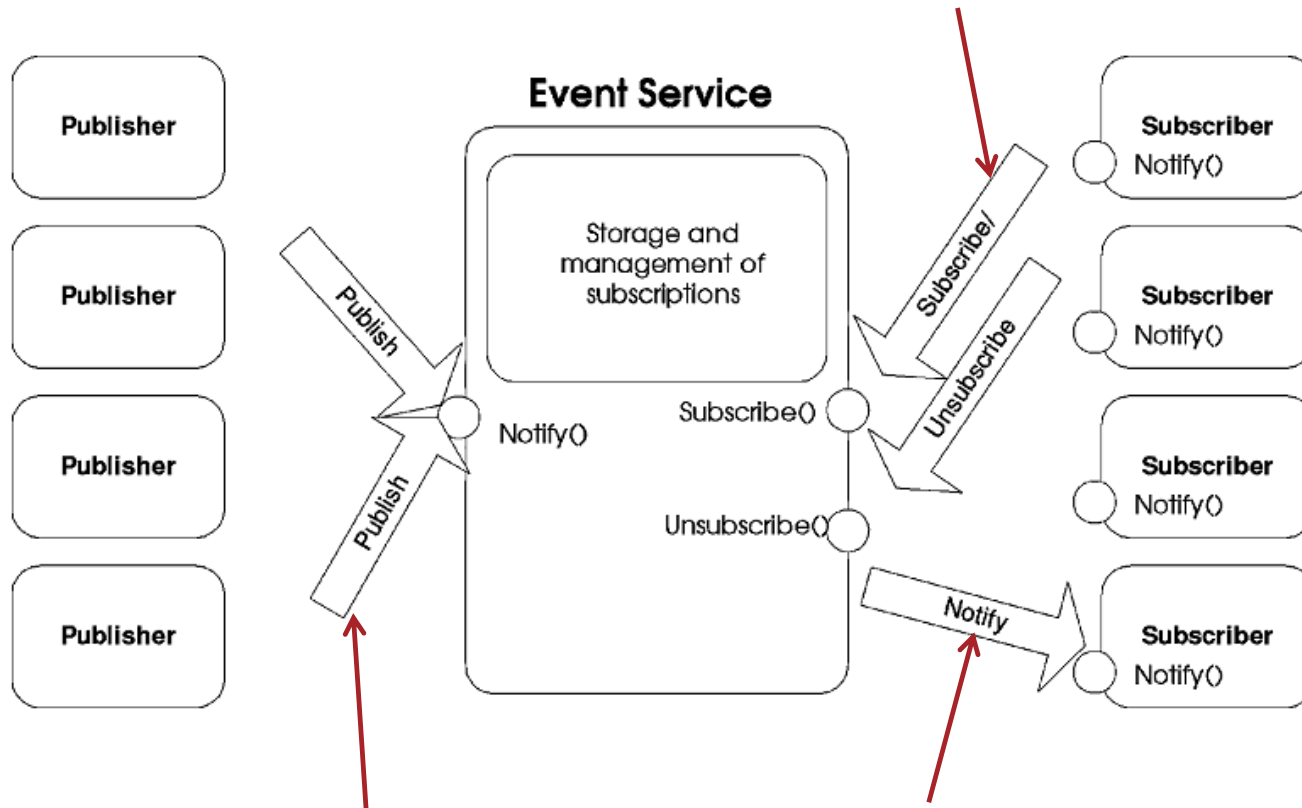 Event Service
Publisher
Publisher
Publisher
Publisher
Storage and
management of
subscriptions
Publish
Publish
Notify()
Subscribe()
Unsubscribe()
Subscribe/
Unsubscribe
Notify
Subscriber
Notify()
Subscriber
Notify()
Subscriber
Notify()
Subscriber
Notify()